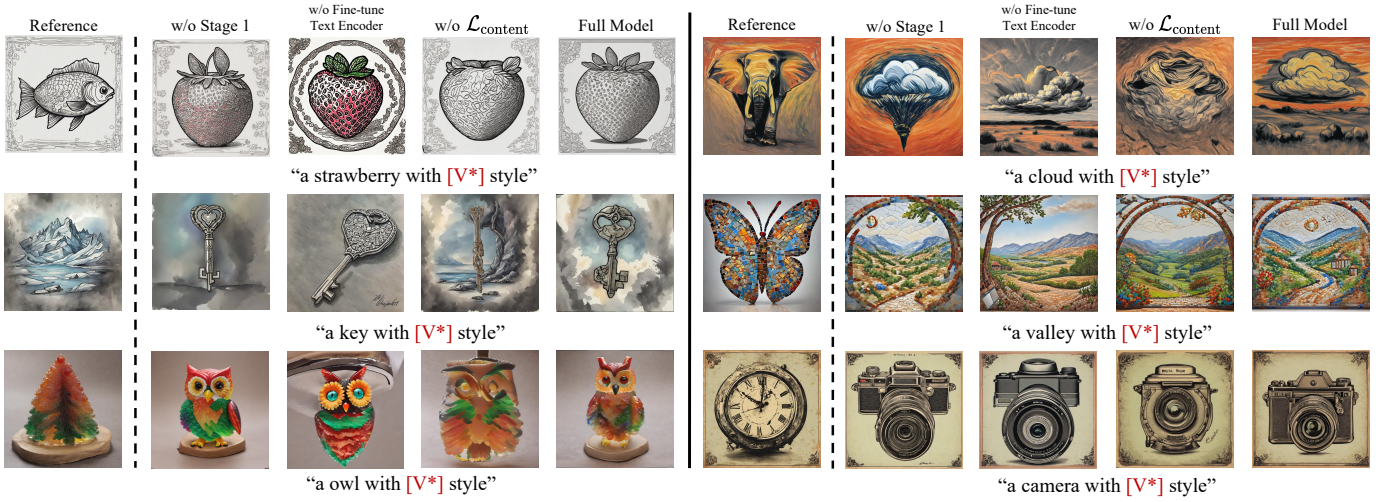 Reference
w/o Stage 1
w/o Fine-tune
Text Encoder
w/o ℒcontent
Full Model
Reference
w/o Stage 1
w/o Fine-tune
Text Encoder
w/o ℒcontent
Full Model
“a strawberry with [V*] style”
“a cloud with [V*] style”
“a key with [V*] style”
“a valley with [V*] style”
“a owl with [V*] style”
“a camera with [V*] style”